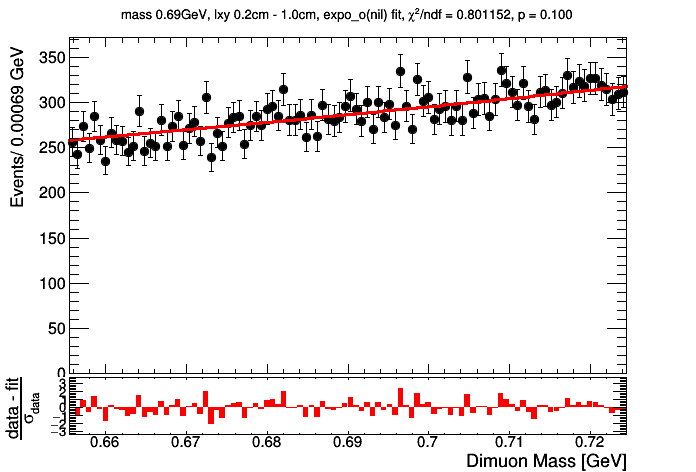 mass 0.69GeV, lxy 0.2cm - 1.0cm, expo_o(nil) fit, χ²/ndf = 0.801152, p = 0.100
Events/ 0.00069 GeV
350
300
250
200
150
100
50
0
data - fit
σdata
3
2
1
0
−1
−2
−3
0.66 0.67 0.68 0.69 0.7 0.71 0.72
Dimuon Mass [GeV]